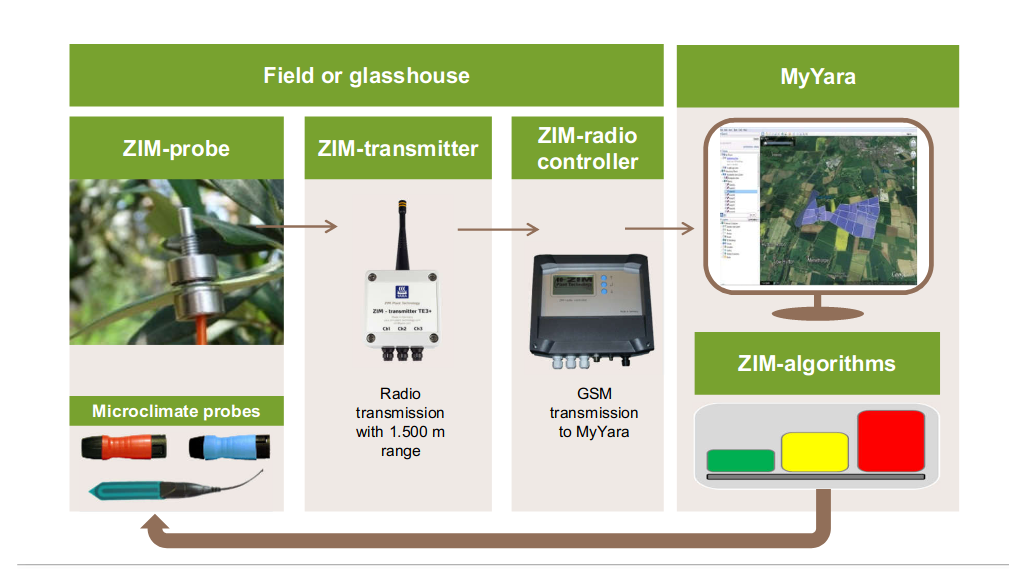 Field or glasshouse
MyYara
ZIM-probe
ZIM-transmitter
ZIM-radio
controller
ZIM Plant Technology
ZIM - transmitter TE3+
Ch1 Ch2 Ch3
ZIM
Radio
transmission
with 1.500 m
range
GSM
transmission
to MyYara
ZIM-algorithms
Microclimate probes